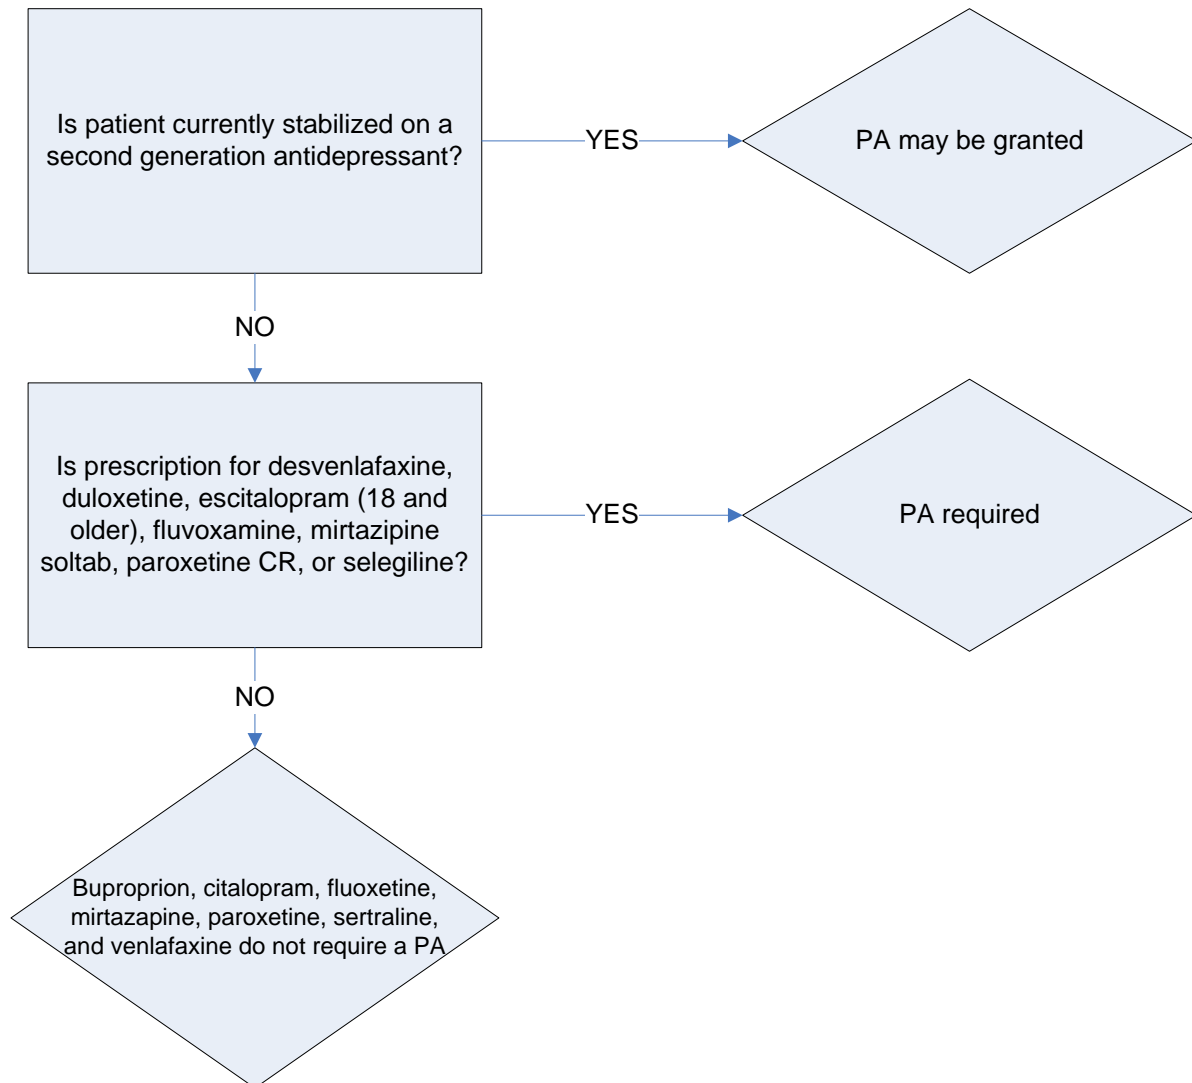 Is patient currently stabilized on a
second generation antidepressant?
YES
PA may be granted
NO
Is prescription for desvenlafaxine,
duloxetine, escitalopram (18 and
older), fluvoxamine, mirtazipine
soltab, paroxetine CR, or selegiline?
YES
PA required
NO
Buproprion, citalopram, fluoxetine,
mirtazapine, paroxetine, sertraline,
and venlafaxine do not require a PA